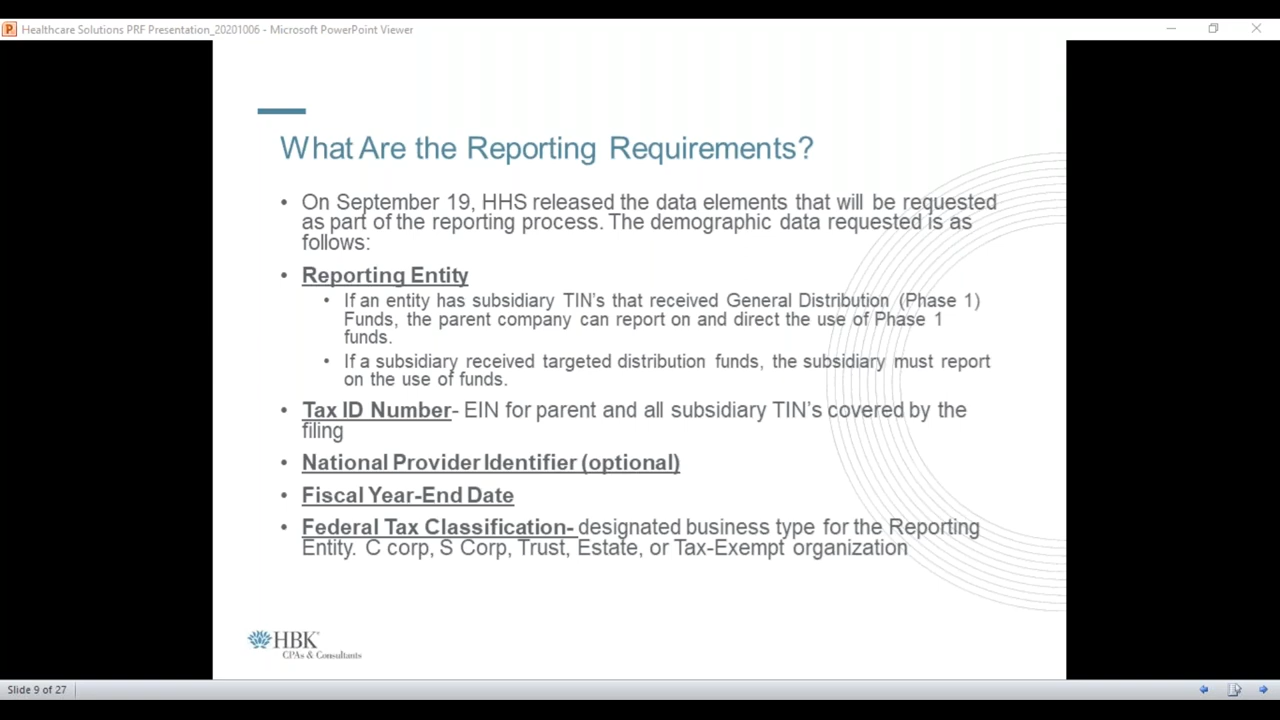 Healthcare Solutions PRF Presentation_20201006 - Microsoft PowerPoint Viewer
What Are the Reporting Requirements?
• On September 19, HHS released the data elements that will be requested
as part of the reporting process. The demographic data requested is as
follows:
• Reporting Entity
• If an entity has subsidiary TIN's that received General Distribution (Phase 1)
Funds, the parent company can report on and direct the use of Phase 1
funds.
• If a subsidiary received targeted distribution funds, the subsidiary must report
on the use of funds.
• Tax ID Number- EIN for parent and all subsidiary TIN's covered by the
filing
• National Provider Identifier (optional)
• Fiscal Year-End Date
• Federal Tax Classification- designated business type for the Reporting
Entity. C corp, S Corp, Trust, Estate, or Tax-Exempt organization
HBK
CPAs & Consultants
Slide 9 of 27